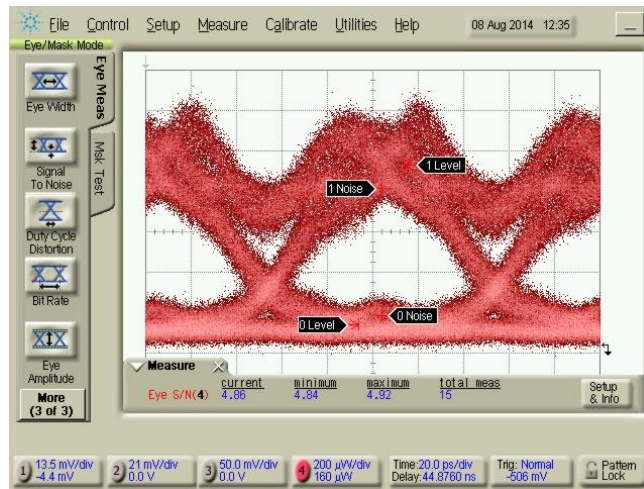 File Control Setup Measure Calibrate Utilities Help 08 Aug 2014 12:35
Eye/Mask Mode
Eye Meas
Msk Test
Eye Width
Signal
To Noise
Duty Cycle
Distortion
Bit Rate
Eye
Amplitude
More
(3 of 3)
1 Level
1 Noise
0 Noise
0 Level
Measure
current minimum maximum total meas
Eye S/N(4) 4.86 4.84 4.92 15
Setup
& Info
1 13.5 mV/div
-4.4 mV
2 21 mV/div
0.0 V
3 50.0 mV/div
0.0 V
4 200 µW/div
160 µW
Time:20.0 ps/div
Delay:44.8760 ns
Trig: Normal
-506 mV
Pattern
Lock